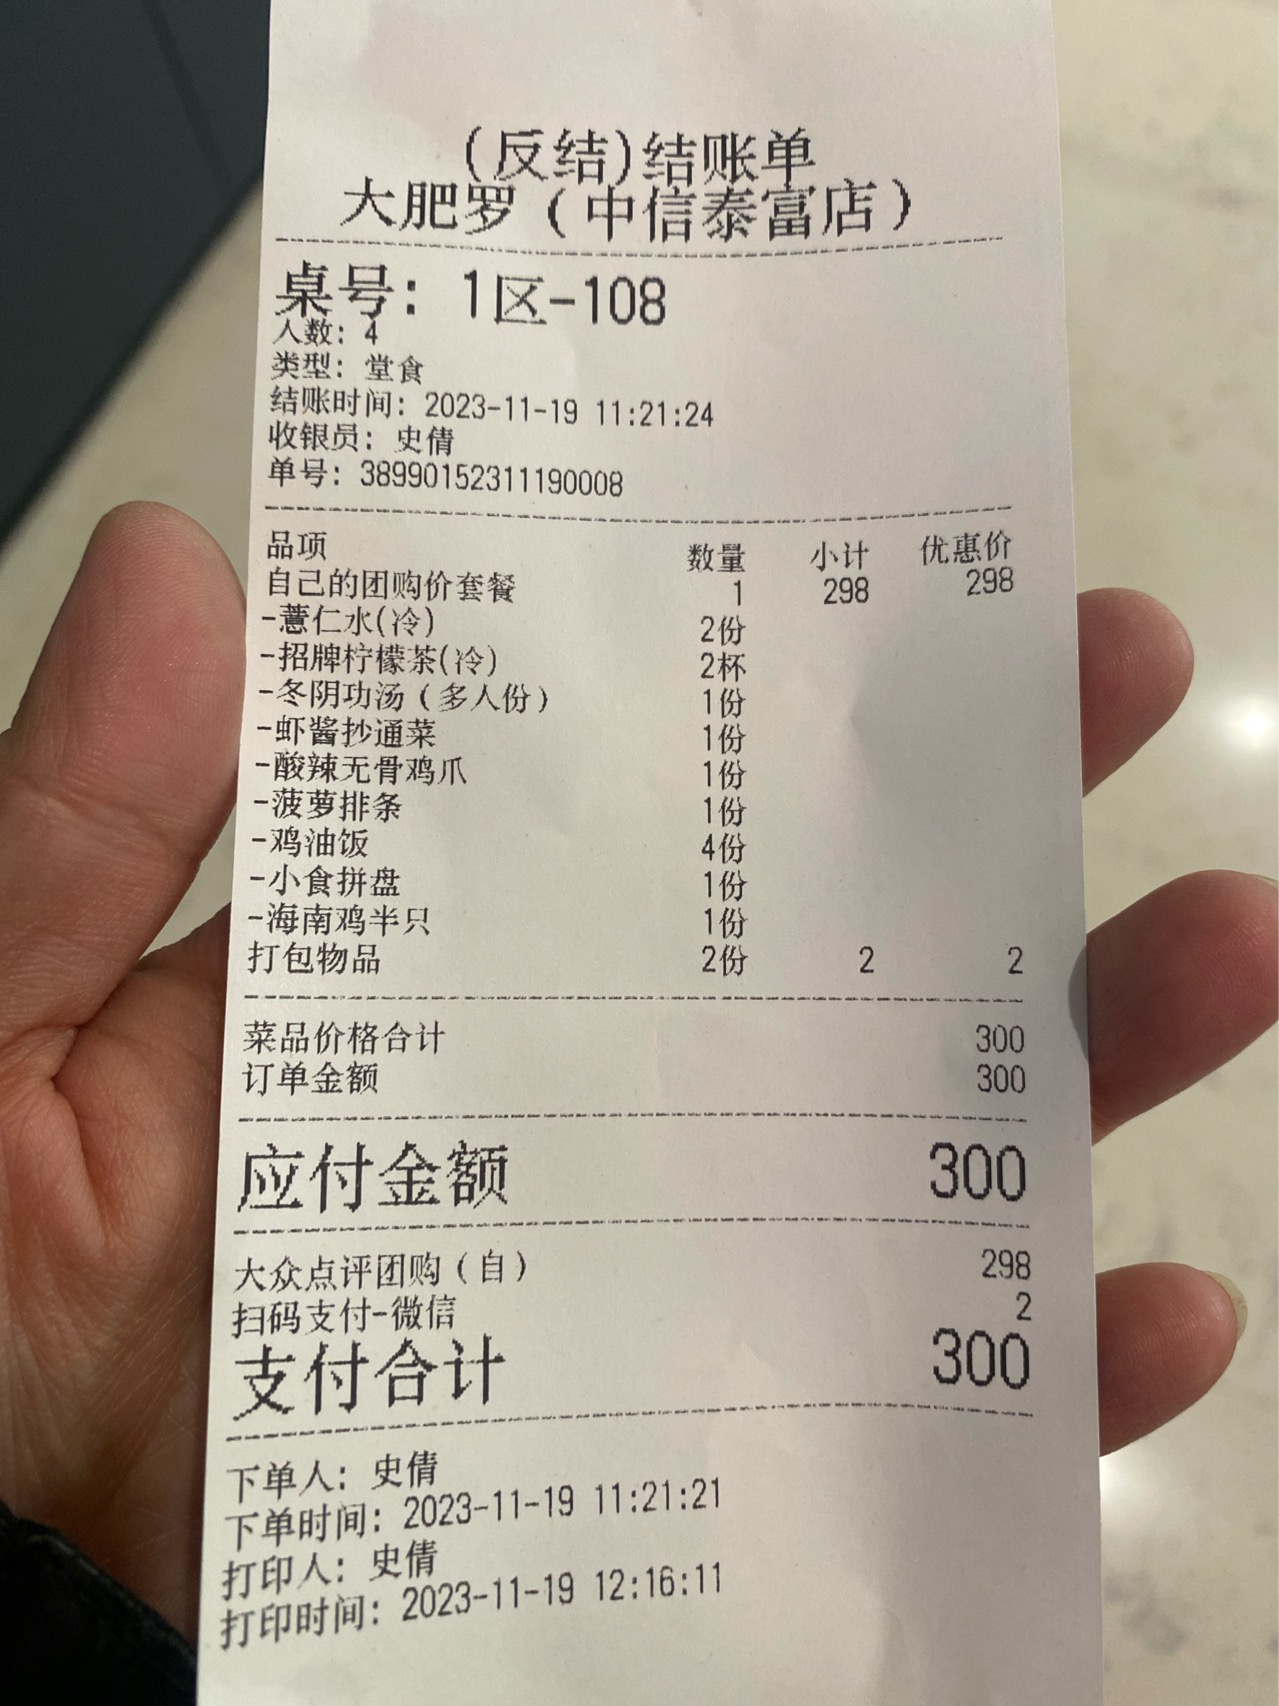 (反结)结账单
大肥罗（中信泰富店）
桌号：1区-108
人数：4
类型：堂食
结账时间：2023-11-19 11:21:24
收银员：史倩
单号：38990152311190008
品项 数量 小计 优惠价
自己的团购价套餐 1 298 298
-薏仁水(冷) 2份
-招牌柠檬茶(冷) 2杯
-冬阴功汤（多人份） 1份
-虾酱抄通菜 1份
-酸辣无骨鸡爪 1份
-菠萝排条 1份
-鸡油饭 4份
-小食拼盘 1份
-海南鸡半只 1份
打包物品 2份 2 2
菜品价格合计 300
订单金额 300
应付金额 300
大众点评团购（自） 298
扫码支付-微信 2
支付合计 300
下单人：史倩
下单时间：2023-11-19 11:21:21
打印人：史倩
打印时间：2023-11-19 12:16:11